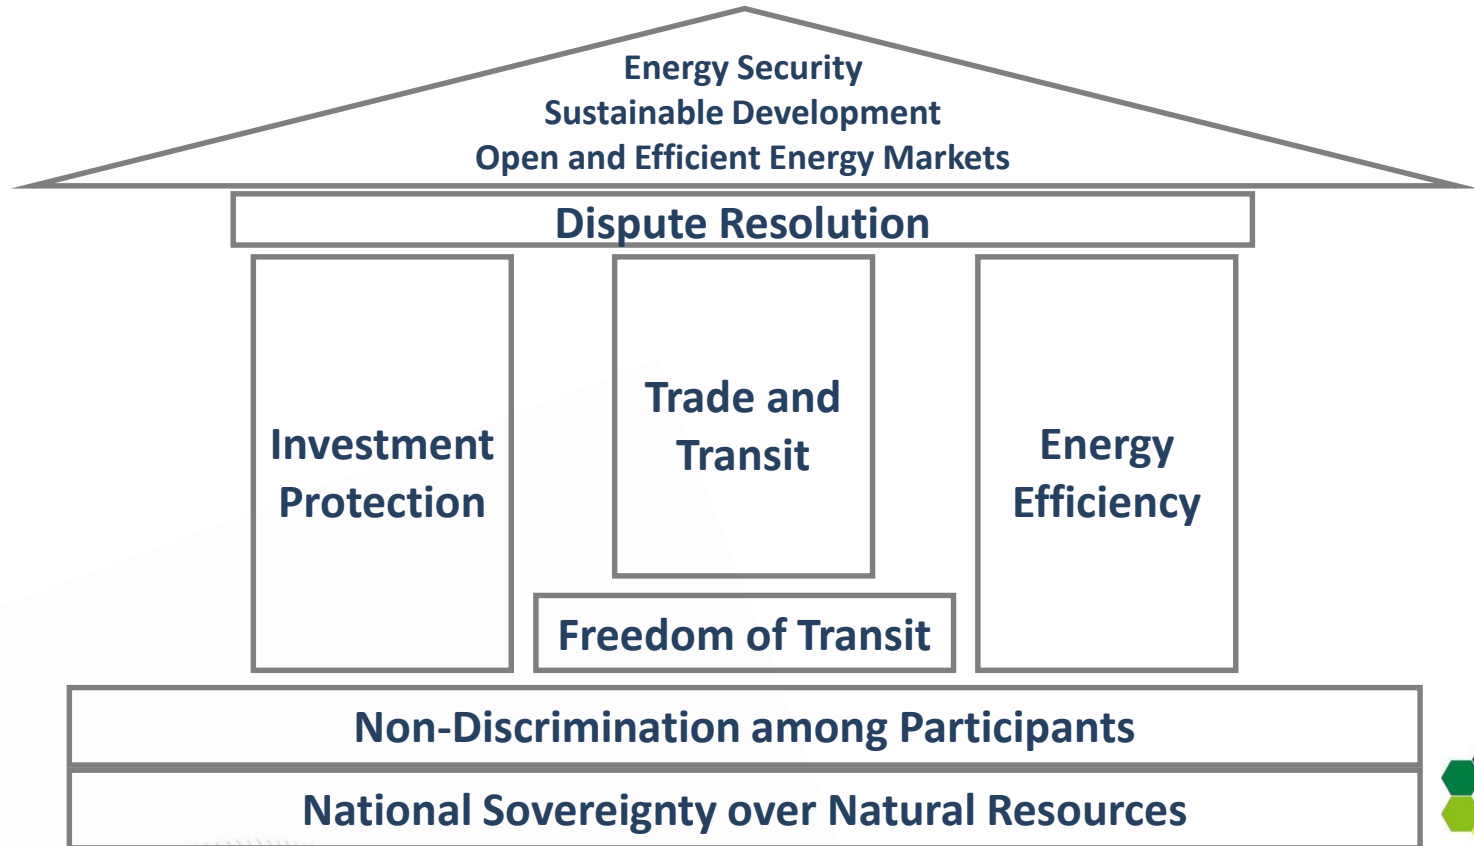 Energy Security
Sustainable Development
Open and Efficient Energy Markets
Dispute Resolution
Investment
Protection
Trade and
Transit
Energy
Efficiency
Freedom of Transit
Non-Discrimination among Participants
National Sovereignty over Natural Resources